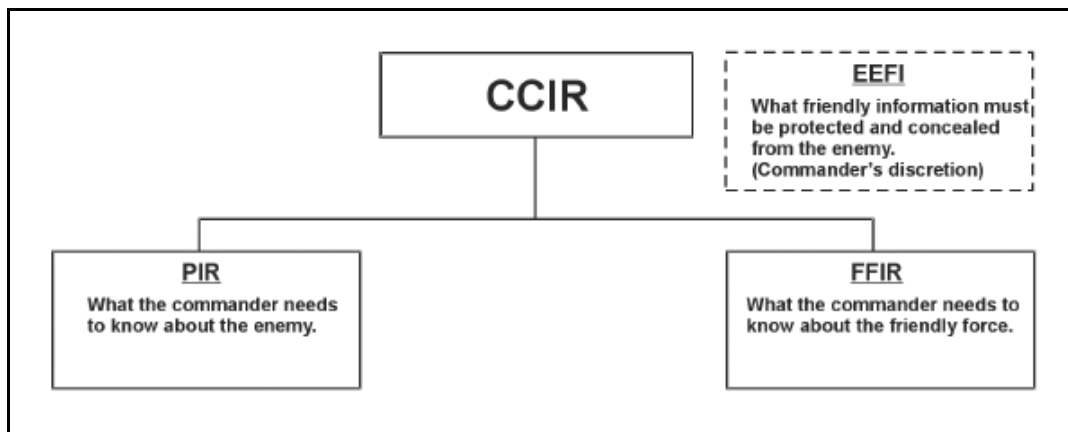 CCIR
EEFI
What friendly information must
be protected and concealed
from the enemy.
(Commander's discretion)
PIR
What the commander needs
to know about the enemy.
FFIR
What the commander needs to
know about the friendly force.